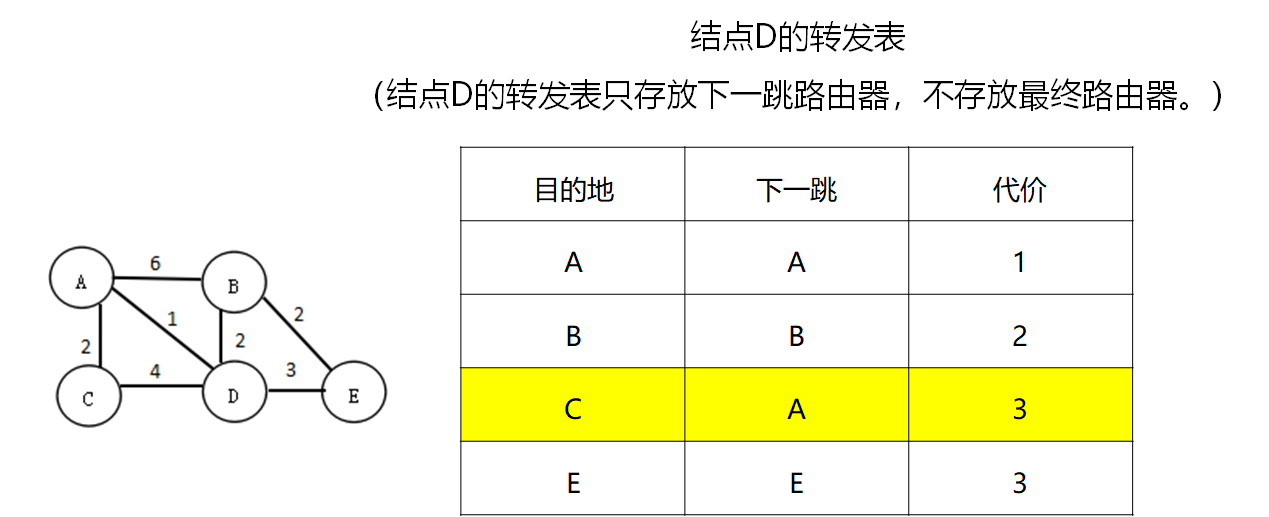 结点D的转发表
(结点D的转发表只存放下一跳路由器，不存放最终路由器。)
目的地 下一跳 代价
A A 1
B B 2
C A 3
E E 3
A 6 B
1 2
2 2
4 3
C D E